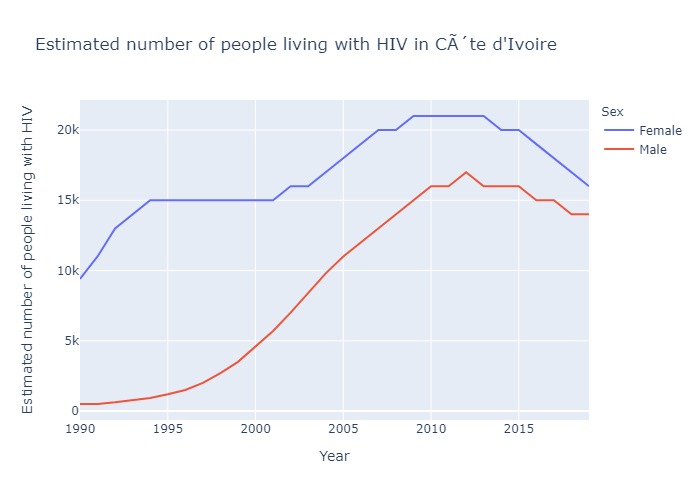 Estimated number of people living with HIV in CÃ´te d'Ivoire
Sex
Female
Male
Estimated number of people living with HIV
20k
15k
10k
5k
0
1990
1995
2000
2005
2010
2015
Year